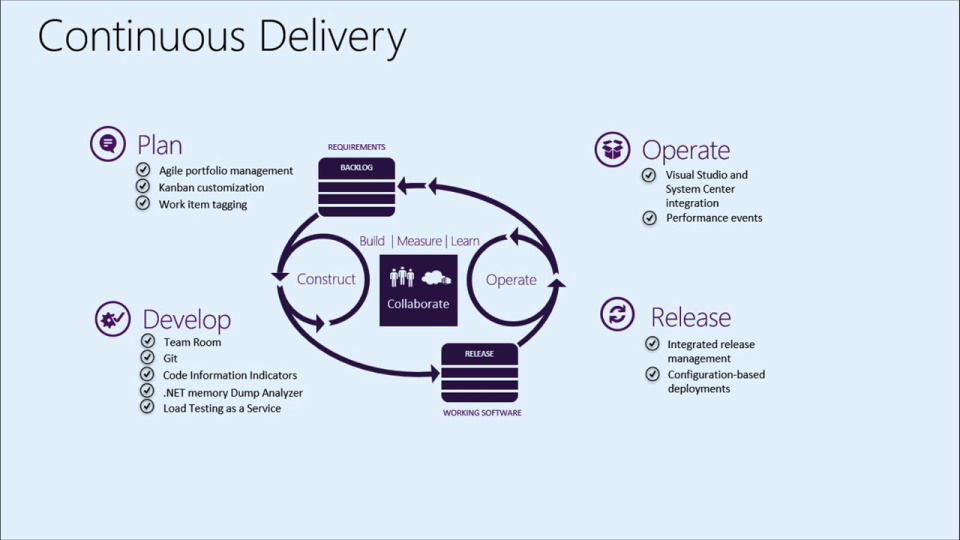 Continuous Delivery
Plan
Agile portfolio management
Kanban customization
Work item tagging
REQUIREMENTS
BACKLOG
Operate
Visual Studio and
System Center
integration
Performance events
Build | Measure | Learn
Construct
Collaborate
Operate
Develop
Team Room
Git
Code Information Indicators
.NET memory Dump Analyzer
Load Testing as a Service
RELEASE
WORKING SOFTWARE
Release
Integrated release
management
Configuration-based
deployments